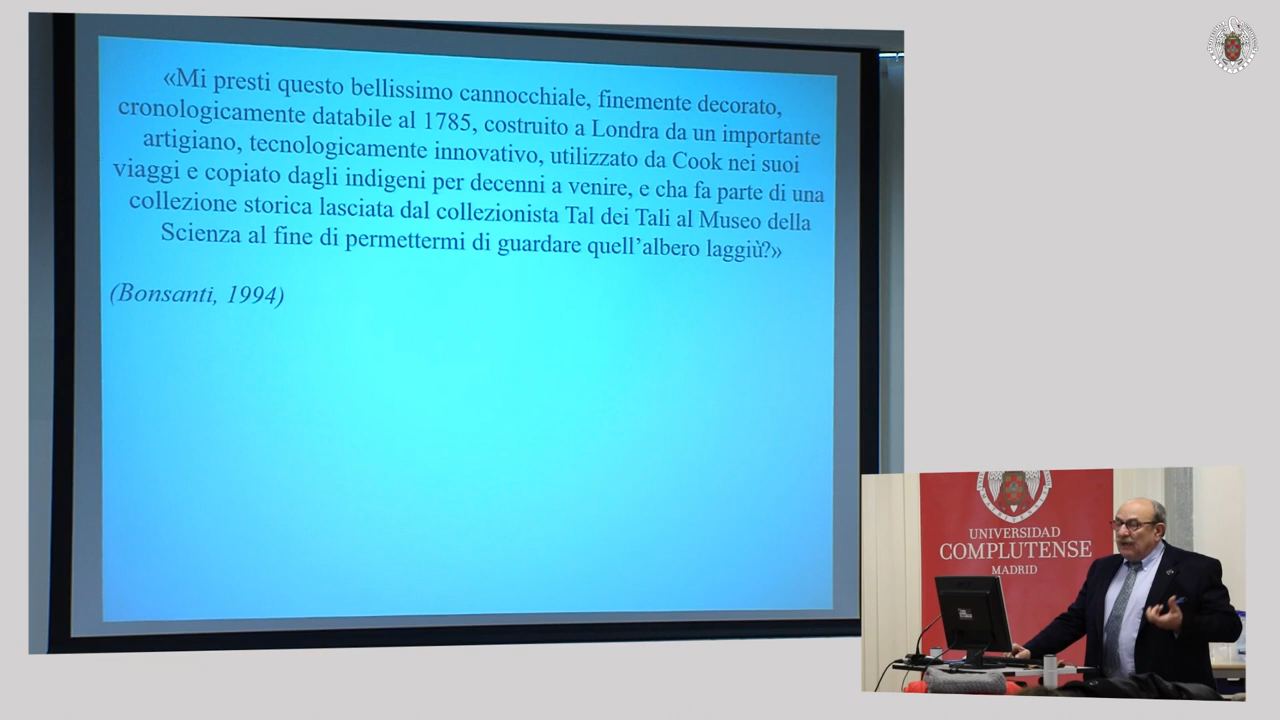 «Mi presti questo bellissimo cannocchiale, finemente decorato,
cronologicamente databile al 1785, costruito a Londra da un importante
artigiano, tecnologicamente innovativo, utilizzato da Cook nei suoi
viaggi e copiato dagli indigeni per decenni a venire, e cha fa parte di una
collezione storica lasciata dal collezionista Tal dei Tali al Museo della
Scienza al fine di permettermi di guardare quell'albero laggiù?»
(Bonsanti, 1994)
UNIVERSIDAD
COMPLUTENSE
MADRID